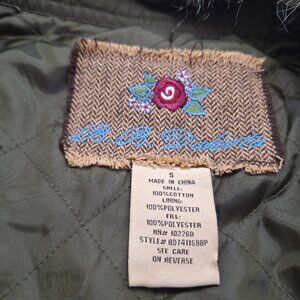 S
MADE IN CHINA
SHELL:
100%COTTON
LINING:
100%POLYESTER
FILL:
100%POLYESTER
RN# 102260
STYLE# BD741169BP
SEE CARE
ON REVERSE